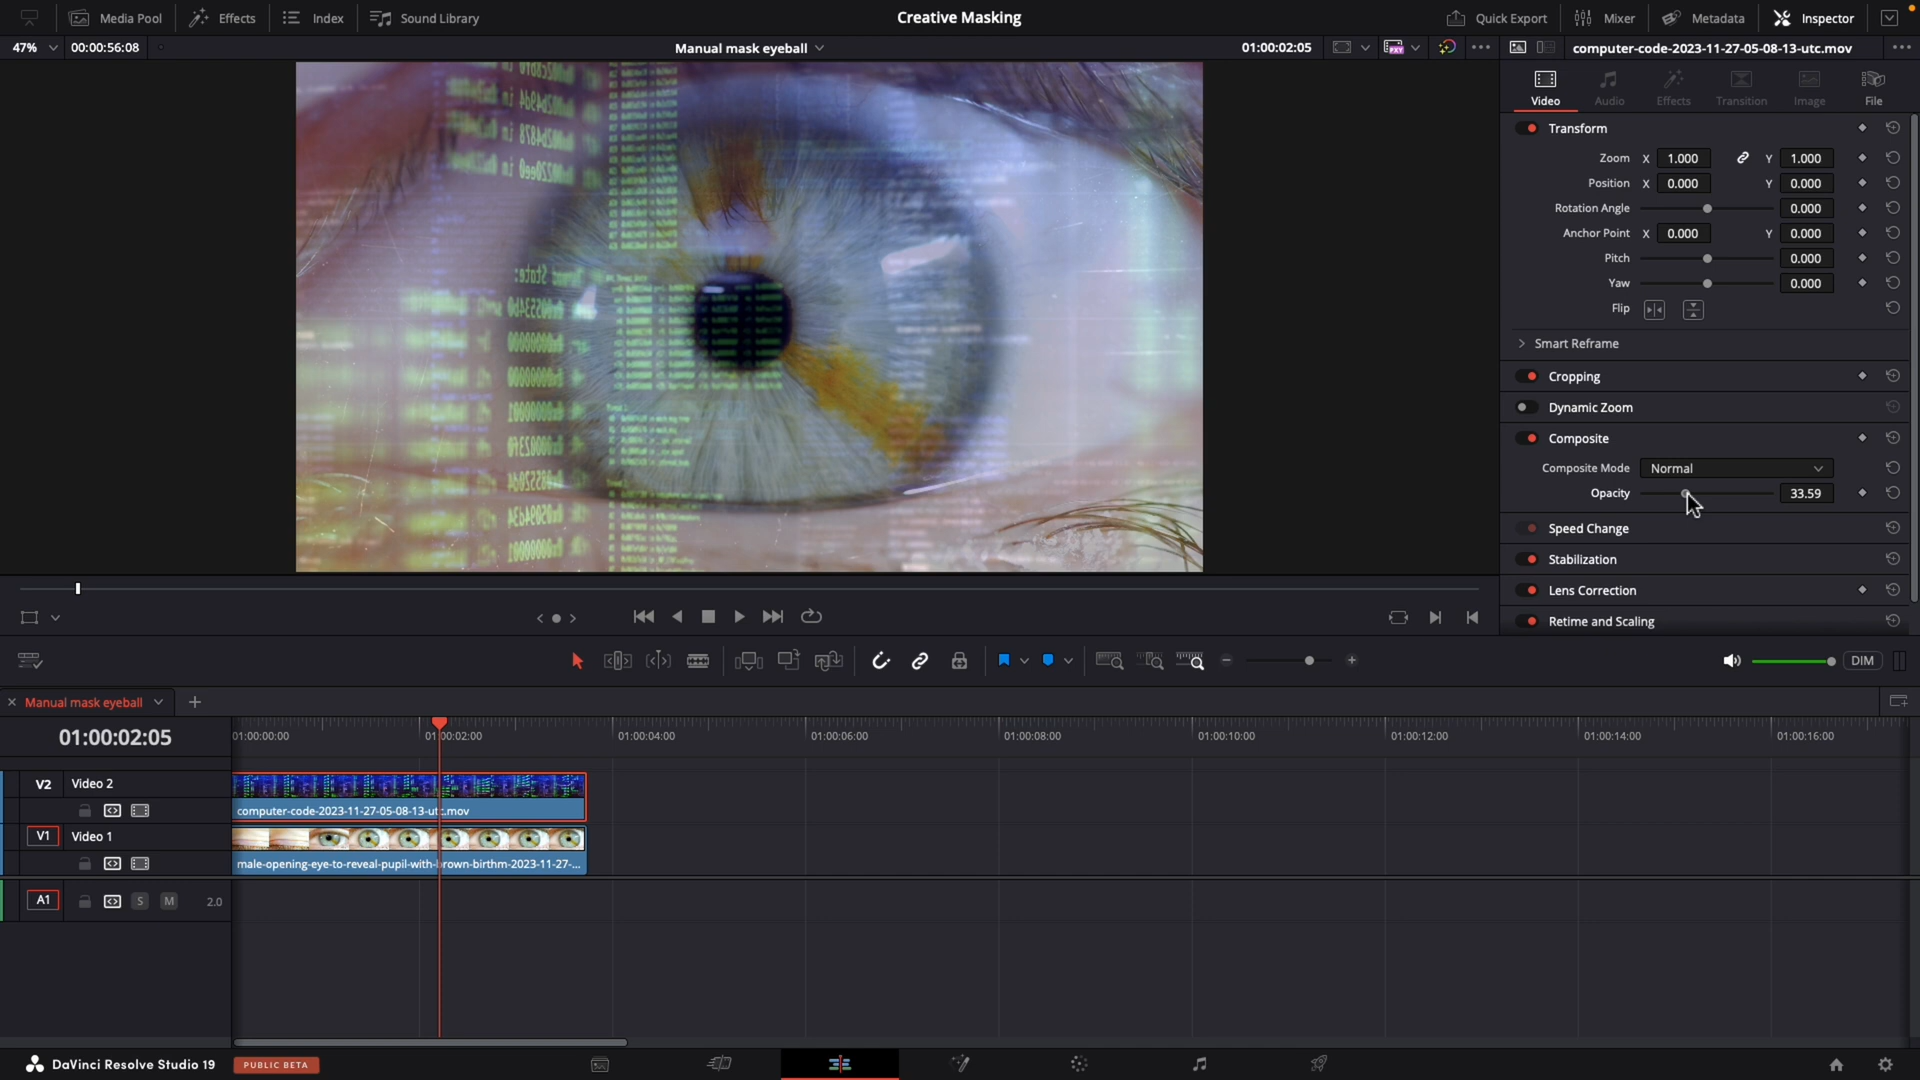 Media Pool Effects Index Sound Library Creative Masking Quick Export Mixer Metadata Inspector
47% 00:00:56:08 Manual mask eyeball 01:00:02:05 computer-code-2023-11-27-05-08-13-utc.mov
Video Audio Effects Transition Image File
Transform
Zoom X 1.000 Y 1.000
Position X 0.000 Y 0.000
Rotation Angle 0.000
Anchor Point X 0.000 Y 0.000
Pitch 0.000
Yaw 0.000
Flip
Smart Reframe
Cropping
Dynamic Zoom
Composite
Composite Mode Normal
Opacity 33.59
Speed Change
Stabilization
Lens Correction
Retime and Scaling
DIM
Manual mask eyeball
01:00:02:05 01:00:00:00 01:00:02:00 01:00:04:00 01:00:06:00 01:00:08:00 01:00:10:00 01:00:12:00 01:00:14:00 01:00:16:00
V2 Video 2
computer-code-2023-11-27-05-08-13-utc.mov
V1 Video 1
male-opening-eye-to-reveal-pupil-with-brown-birthm-2023-11-27-...
A1 S M 2.0
DaVinci Resolve Studio 19 PUBLIC BETA